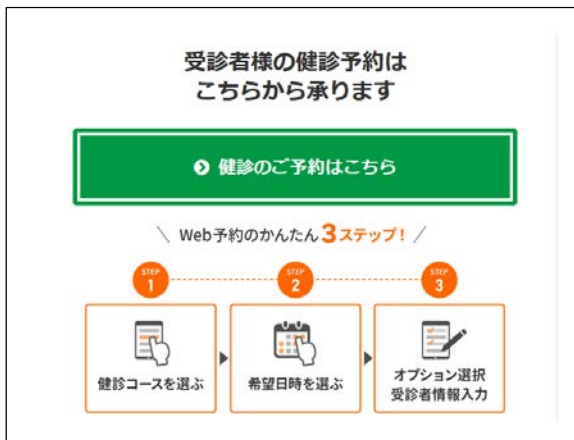 受診者様の健診予約は
こちらから承ります
健診のご予約はこちら
Web予約のかんたん3ステップ!
STEP
1
STEP
2
STEP
3
健診コースを選ぶ
希望日時を選ぶ
オプション選択
受診者情報入力